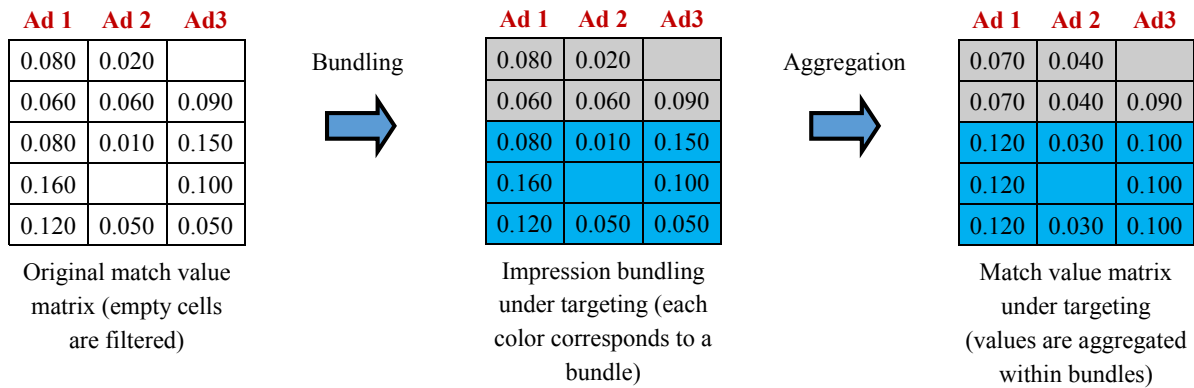 Ad 1 Ad 2 Ad3
0.080 0.020
0.060 0.060 0.090
0.080 0.010 0.150
0.160 0.100
0.120 0.050 0.050
Original match value
matrix (empty cells
are filtered)
Bundling
Ad 1 Ad 2 Ad3
0.080 0.020
0.060 0.060 0.090
0.080 0.010 0.150
0.160 0.100
0.120 0.050 0.050
Impression bundling
under targeting (each
color corresponds to a
bundle)
Aggregation
Ad 1 Ad 2 Ad3
0.070 0.040
0.070 0.040 0.090
0.120 0.030 0.100
0.120 0.100
0.120 0.030 0.100
Match value matrix
under targeting
(values are aggregated
within bundles)